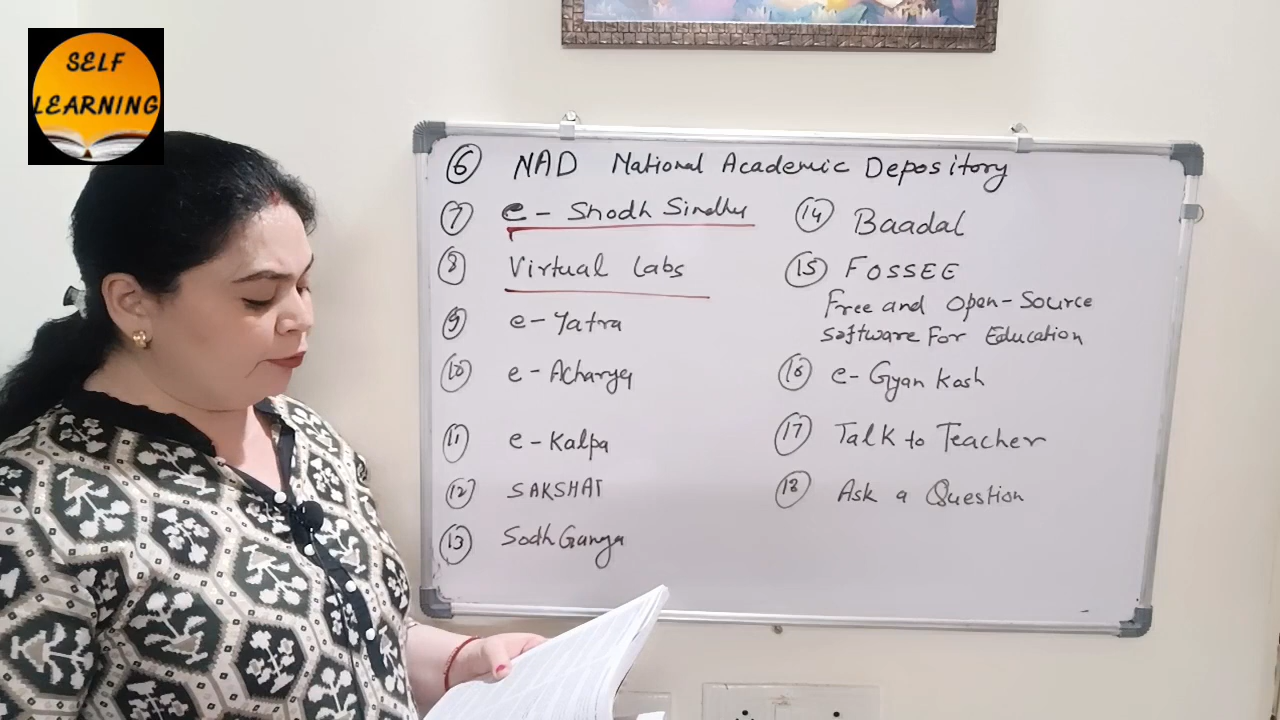 SELF
LEARNING
6 NAD National Academic Depository
7 e - Shodh Sindhu
8 Virtual Labs
9 e - Yatra
10 e - Acharya
11 e - Kalpa
12 SAKSHAT
13 SodhGanga
14 Baadal
15 FOSSEE
Free and Open-Source
Software For Education
16 e - Gyan Kosh
17 Talk to Teacher
18 Ask a Question